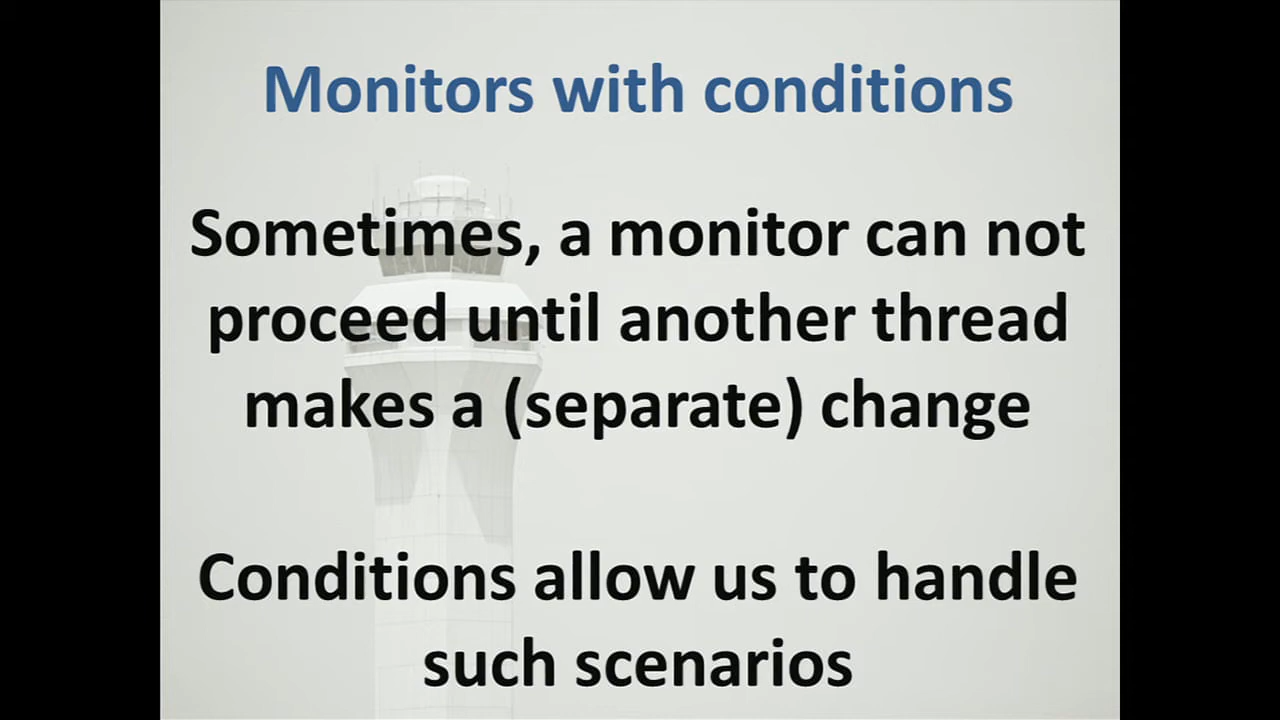 Monitors with conditions
Sometimes, a monitor can not
proceed until another thread
makes a (separate) change
Conditions allow us to handle
such scenarios